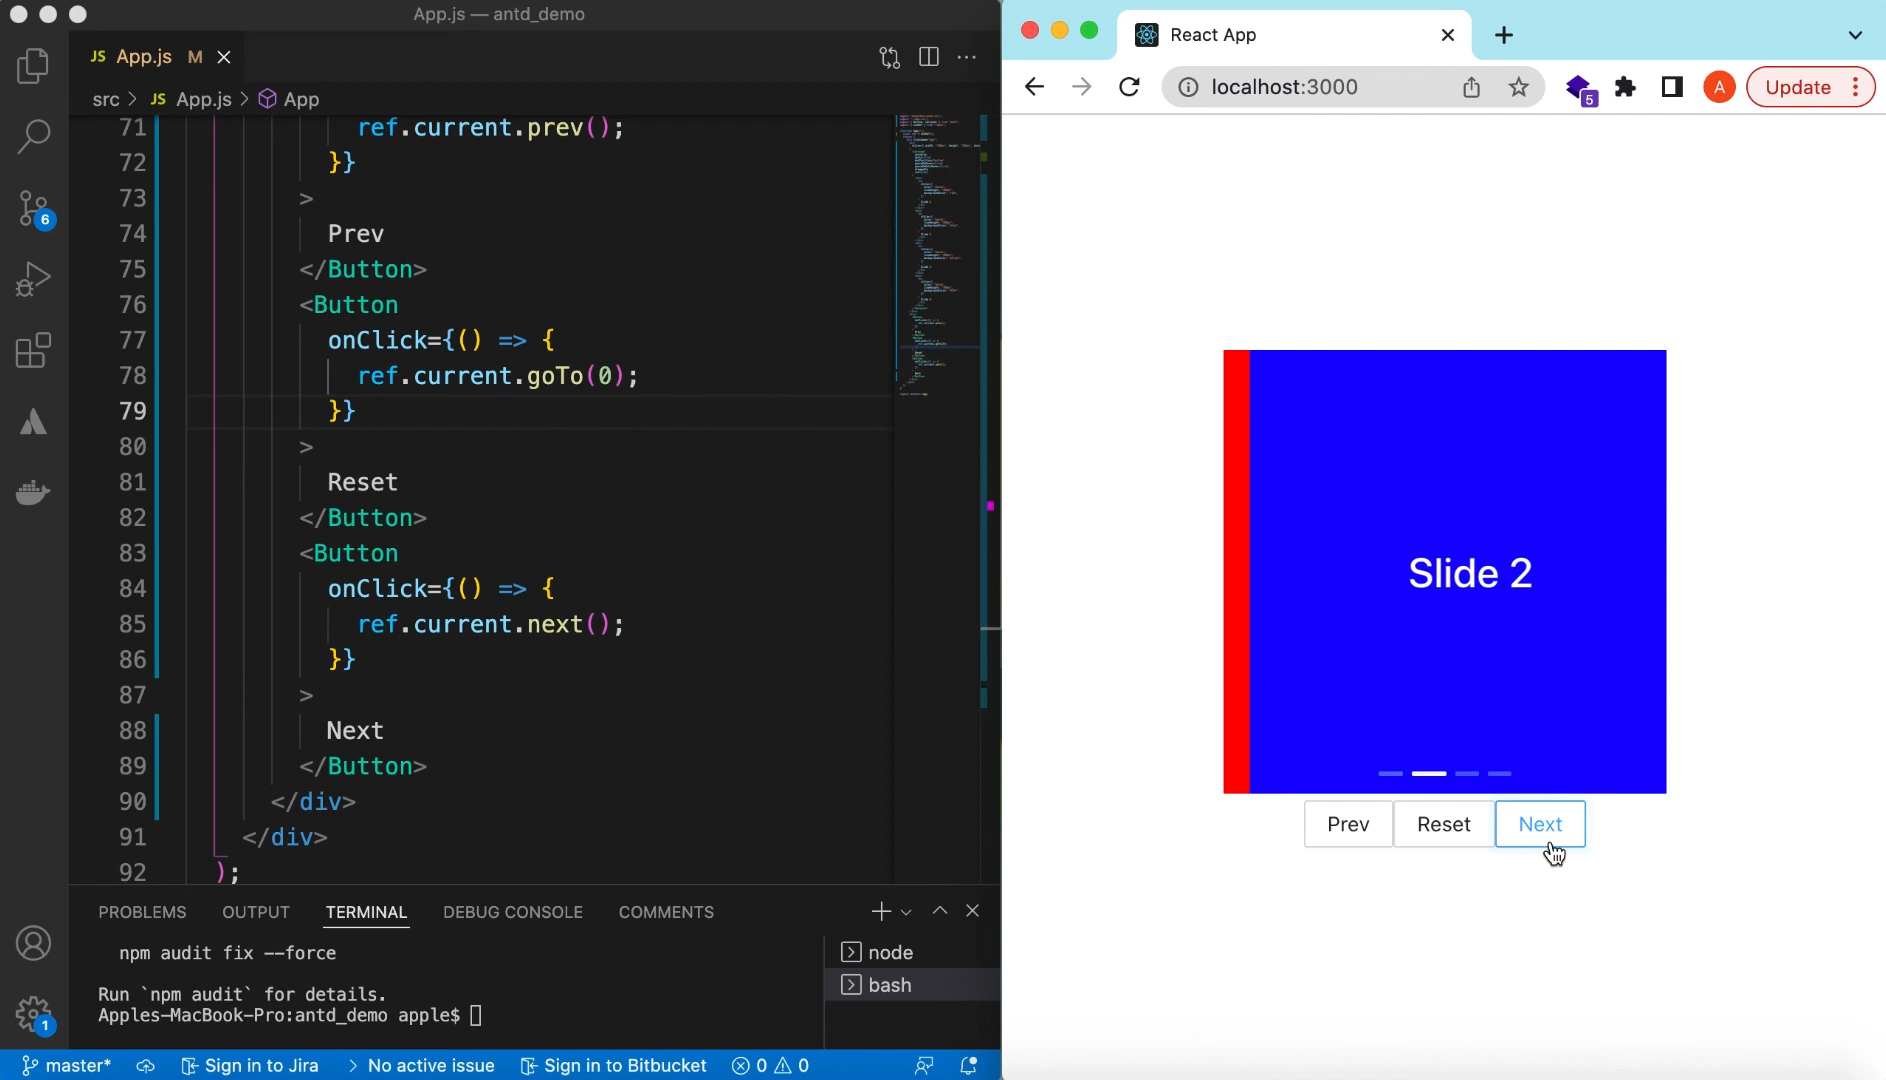 App.js — antd_demo
JS App.js M
src > JS App.js > App
71 ref.current.prev();
72 }}
73 >
74 Prev
75 </Button>
76 <Button
77 onClick={() => {
78 ref.current.goTo(0);
79 }}
80 >
81 Reset
82 </Button>
83 <Button
84 onClick={() => {
85 ref.current.next();
86 }}
87 >
88 Next
89 </Button>
90 </div>
91 </div>
92 );
PROBLEMS OUTPUT TERMINAL DEBUG CONSOLE COMMENTS
npm audit fix --force
Run `npm audit` for details.
Apples-MacBook-Pro:antd_demo apple$
node
bash
6
1
master* Sign in to Jira > No active issue Sign in to Bitbucket 0 0
React App
localhost:3000
5
A
Update
Slide 2
Prev Reset Next